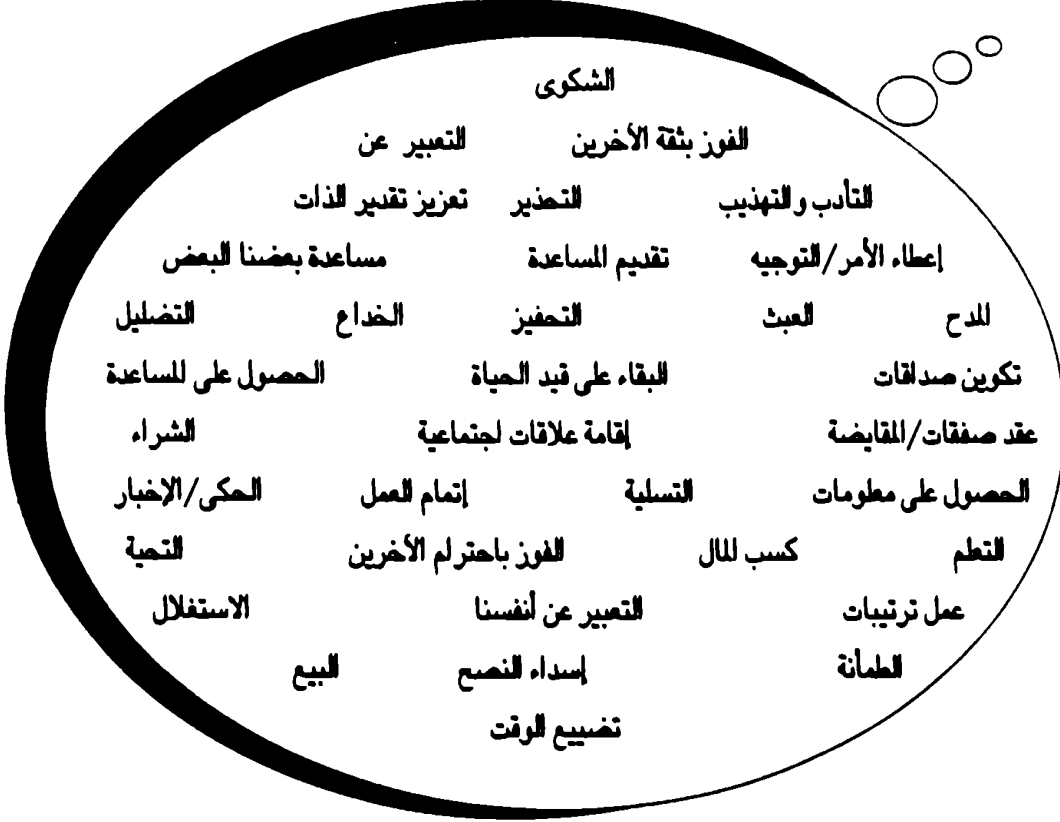 الشكوى
الفوز بثقة الأخرين التعبير عن
التأدب والتهذيب التحذير تعزيز تقدير الذات
إعطاء الأمر/التوجيه تقديم المساعدة مساعدة بعضنا البعض
المدح العبث التحفيز الخداع التضليل
تكوين صداقات البقاء على قيد الحياة الحصول على المساعدة
عقد صفقات/المقايضة إقامة علاقات اجتماعية الشراء
الحصول على معلومات التسلية إتمام العمل الحكى/الإخبار
التعلم كسب المال الفوز باحترام الأخرين التحية
عمل ترتيبات التعبير عن أنفسنا الاستغلال
الطمأنة إسداء النصح البيع
تضييع الوقت